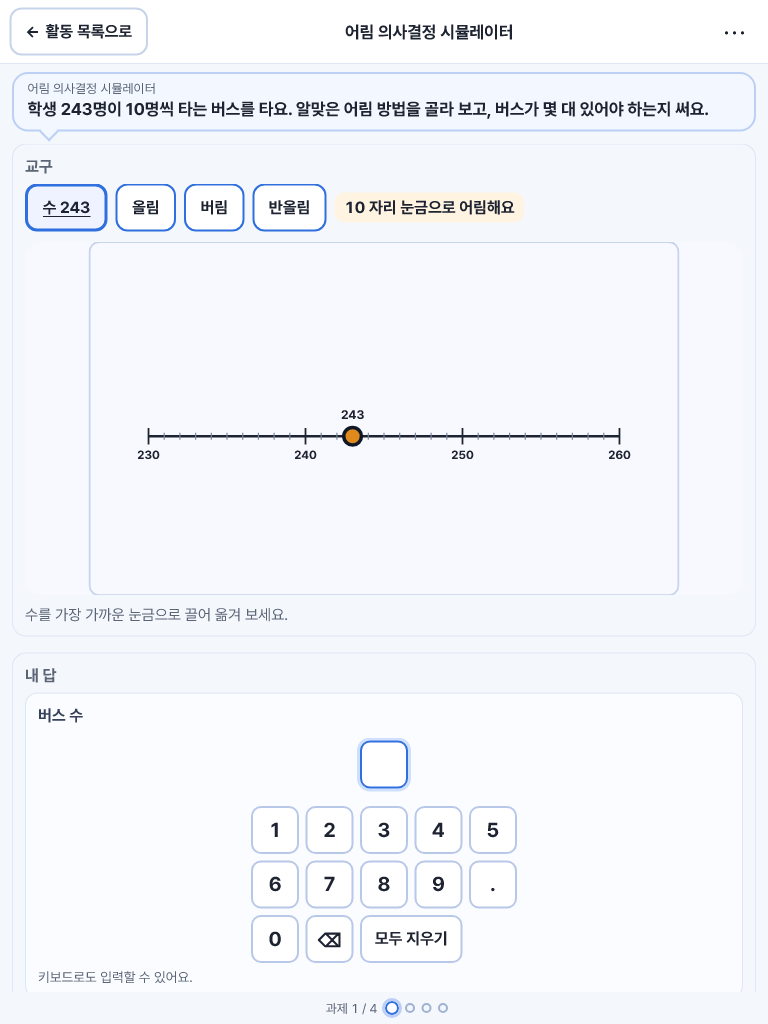 ← 활동 목록으로
어림 의사결정 시뮬레이터
어림 의사결정 시뮬레이터
학생 243명이 10명씩 타는 버스를 타요. 알맞은 어림 방법을 골라 보고, 버스가 몇 대 있어야 하는지 써요.
교구
수 243 올림 버림 반올림 10 자리 눈금으로 어림해요
243
230 240 250 260
수를 가장 가까운 눈금으로 끌어 옮겨 보세요.
내 답
버스 수
1 2 3 4 5
6 7 8 9 .
0 ⌫ 모두 지우기
키보드로도 입력할 수 있어요.
과제 1 / 4